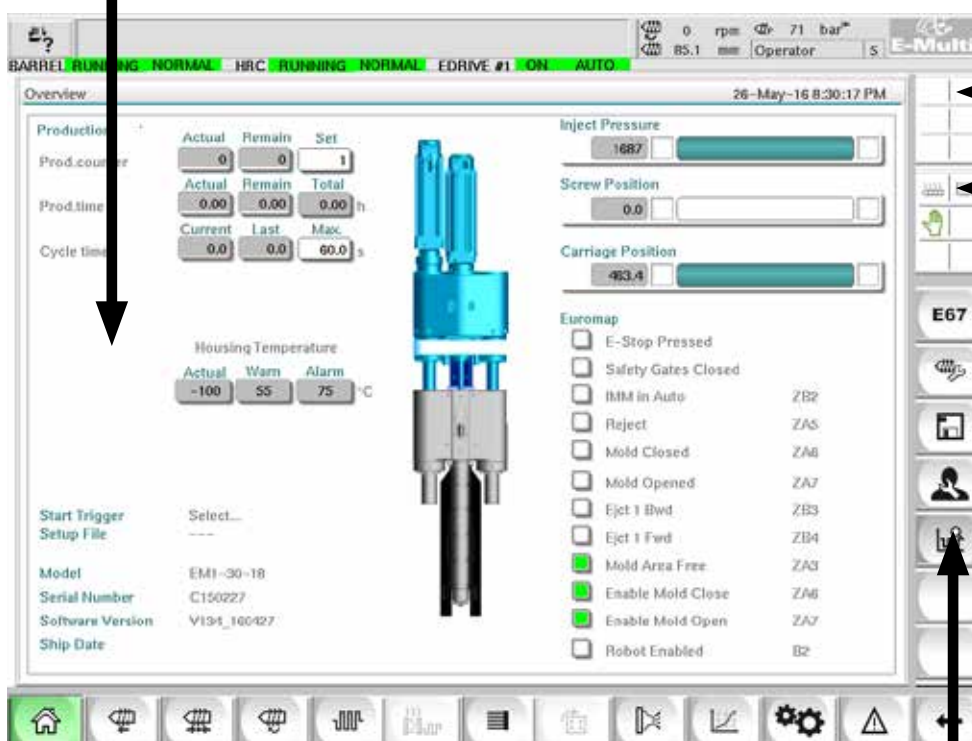 0 rpm 71 bar
85.1 mm Operator S
E-Multi
BARREL RUNNING NORMAL HRC RUNNING NORMAL EDRIVE #1 ON AUTO
Overview 26-May-16 8:30:17 PM
Production
Actual Remain Set
Prod.counter 0 0 1
Actual Remain Total
Prod.time 0.00 0.00 0.00 h
Current Last Max.
Cycle time 0.0 0.0 60.0 s
Housing Temperature
Actual Warn Alarm
-100 55 75 °C
Start Trigger Select...
Setup File ---
Model EM1-30-18
Serial Number C150227
Software Version V134_160427
Ship Date
Inject Pressure
1687
Screw Position
0.0
Carriage Position
463.4
Euromap
E-Stop Pressed
Safety Gates Closed
IMM in Auto ZB2
Reject ZA5
Mold Closed ZA6
Mold Opened ZA7
Ejct 1 Bwd ZB3
Ejct 1 Fwd ZB4
Mold Area Free ZA3
Enable Mold Close ZA6
Enable Mold Open ZA7
Robot Enabled B2
E67